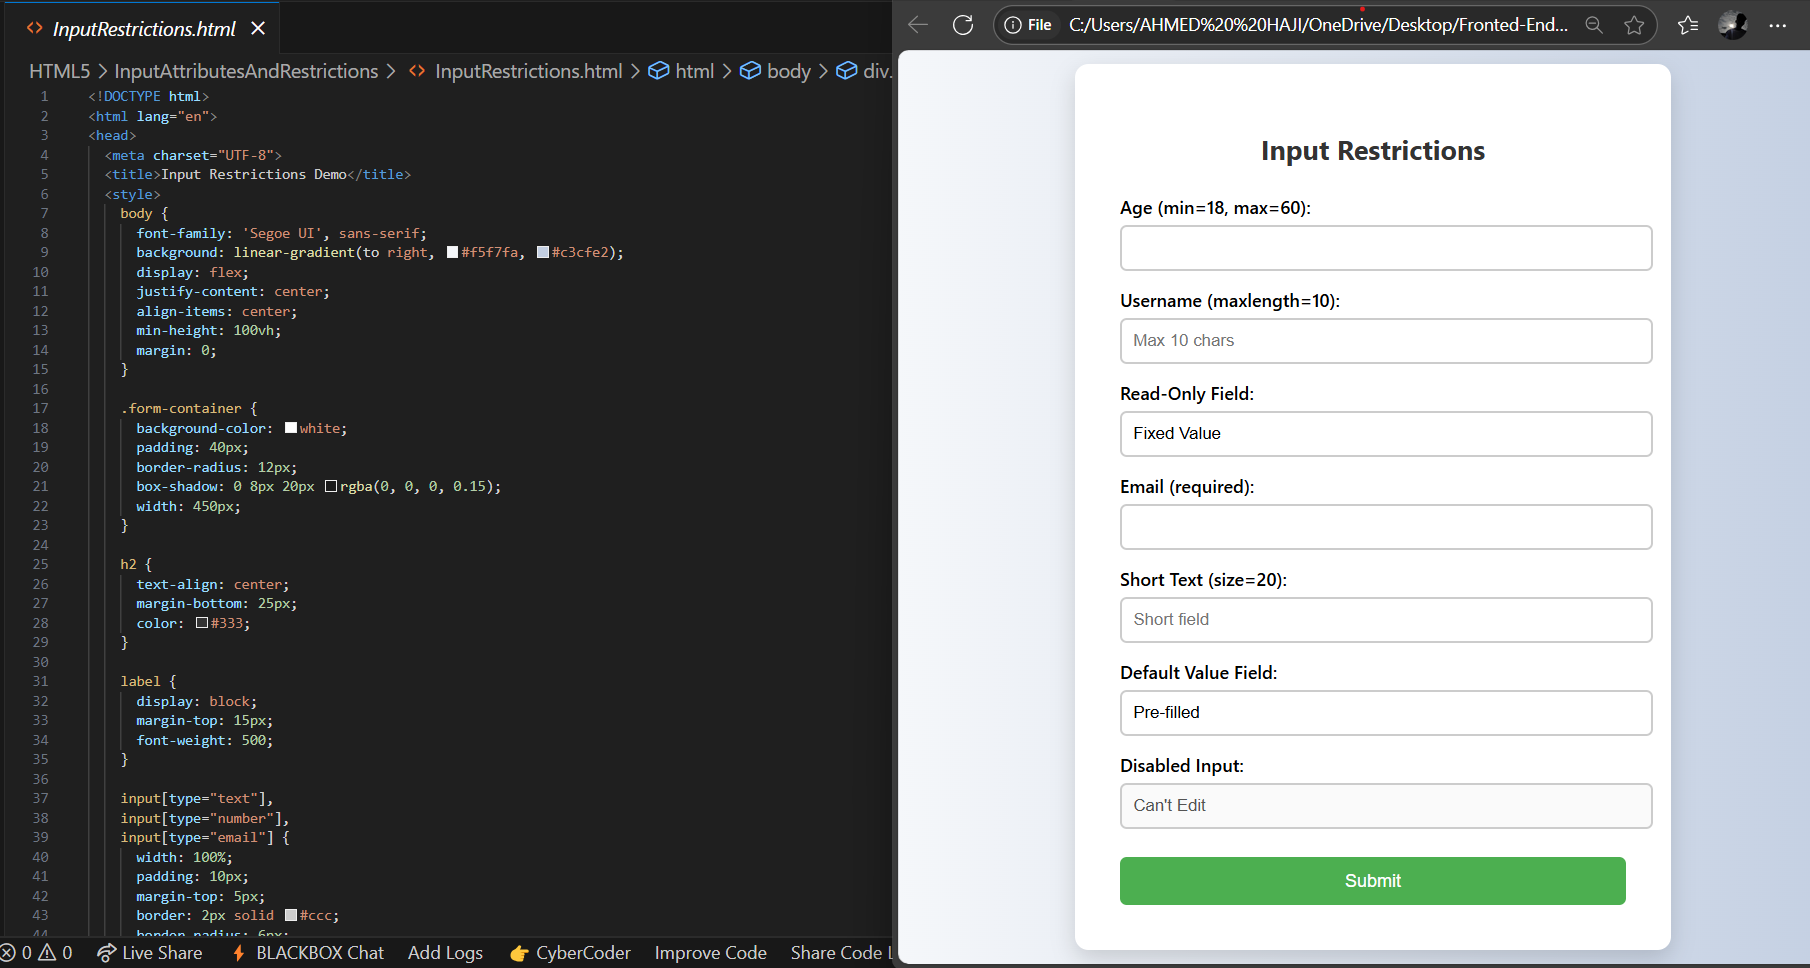 InputRestrictions.html
HTML5 > InputAttributesAndRestrictions > InputRestrictions.html > html > body > div.
1 <!DOCTYPE html>
2 <html lang="en">
3 <head>
4 <meta charset="UTF-8">
5 <title>Input Restrictions Demo</title>
6 <style>
7 body {
8 font-family: 'Segoe UI', sans-serif;
9 background: linear-gradient(to right, #f5f7fa, #c3cfe2);
10 display: flex;
11 justify-content: center;
12 align-items: center;
13 min-height: 100vh;
14 margin: 0;
15 }
16
17 .form-container {
18 background-color: white;
19 padding: 40px;
20 border-radius: 12px;
21 box-shadow: 0 8px 20px rgba(0, 0, 0, 0.15);
22 width: 450px;
23 }
24
25 h2 {
26 text-align: center;
27 margin-bottom: 25px;
28 color: #333;
29 }
30
31 label {
32 display: block;
33 margin-top: 15px;
34 font-weight: 500;
35 }
36
37 input[type="text"],
38 input[type="number"],
39 input[type="email"] {
40 width: 100%;
41 padding: 10px;
42 margin-top: 5px;
43 border: 2px solid #ccc;
44 border-radius: 6px;
0 0 Live Share BLACKBOX Chat Add Logs CyberCoder Improve Code Share Code L
File C:/Users/AHMED%20%20HAJI/OneDrive/Desktop/Fronted-End...
Input Restrictions
Age (min=18, max=60):
Username (maxlength=10):
Max 10 chars
Read-Only Field:
Fixed Value
Email (required):
Short Text (size=20):
Short field
Default Value Field:
Pre-filled
Disabled Input:
Can't Edit
Submit